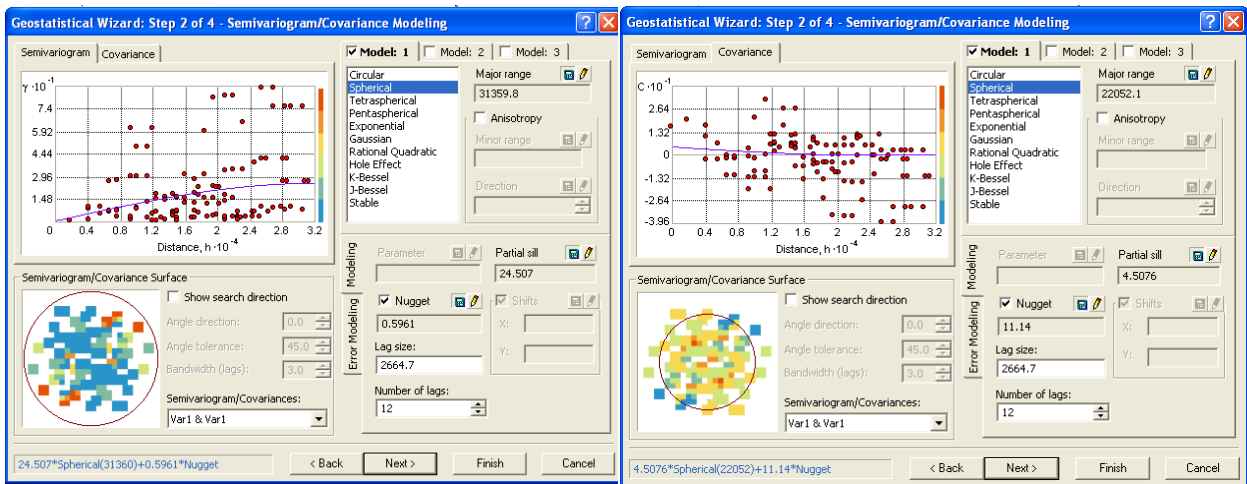 Geostatistical Wizard: Step 2 of 4 - Semivariogram/Covariance Modeling
Semivariogram Covariance
γ·10⁻¹
7.4
5.92
4.44
2.96
1.48
0 0.4 0.8 1.2 1.6 2 2.4 2.8 3.2
Distance, h·10⁻⁴
Semivariogram/Covariance Surface
Show search direction
Angle direction: 0.0
Angle tolerance: 45.0
Bandwidth (lags): 3.0
Semivariogram/Covariances:
Var1 & Var1
Model: 1 Model: 2 Model: 3
Circular
Spherical
Tetraspherical
Pentaspherical
Exponential
Gaussian
Rational Quadratic
Hole Effect
K-Bessel
J-Bessel
Stable
Major range
31359.8
Anisotropy
Minor range
Direction
Modeling
Error Modeling
Parameter
Partial sill
24.507
Nugget
0.5961
Shifts
X:
Y:
Lag size:
2664.7
Number of lags:
12
24.507*Spherical(31360)+0.5961*Nugget
< Back Next > Finish Cancel
Geostatistical Wizard: Step 2 of 4 - Semivariogram/Covariance Modeling
Semivariogram Covariance
C·10⁻¹
2.64
1.32
0
-1.32
-2.64
-3.96
0 0.4 0.8 1.2 1.6 2 2.4 2.8 3.2
Distance, h·10⁻⁴
Semivariogram/Covariance Surface
Show search direction
Angle direction: 0.0
Angle tolerance: 45.0
Bandwidth (lags): 3.0
Semivariogram/Covariances:
Var1 & Var1
Model: 1 Model: 2 Model: 3
Circular
Spherical
Tetraspherical
Pentaspherical
Exponential
Gaussian
Rational Quadratic
Hole Effect
K-Bessel
J-Bessel
Stable
Major range
22052.1
Anisotropy
Minor range
Direction
Modeling
Error Modeling
Parameter
Partial sill
4.5076
Nugget
11.14
Shifts
X:
Y:
Lag size:
2664.7
Number of lags:
12
4.5076*Spherical(22052)+11.14*Nugget
< Back Next > Finish Cancel